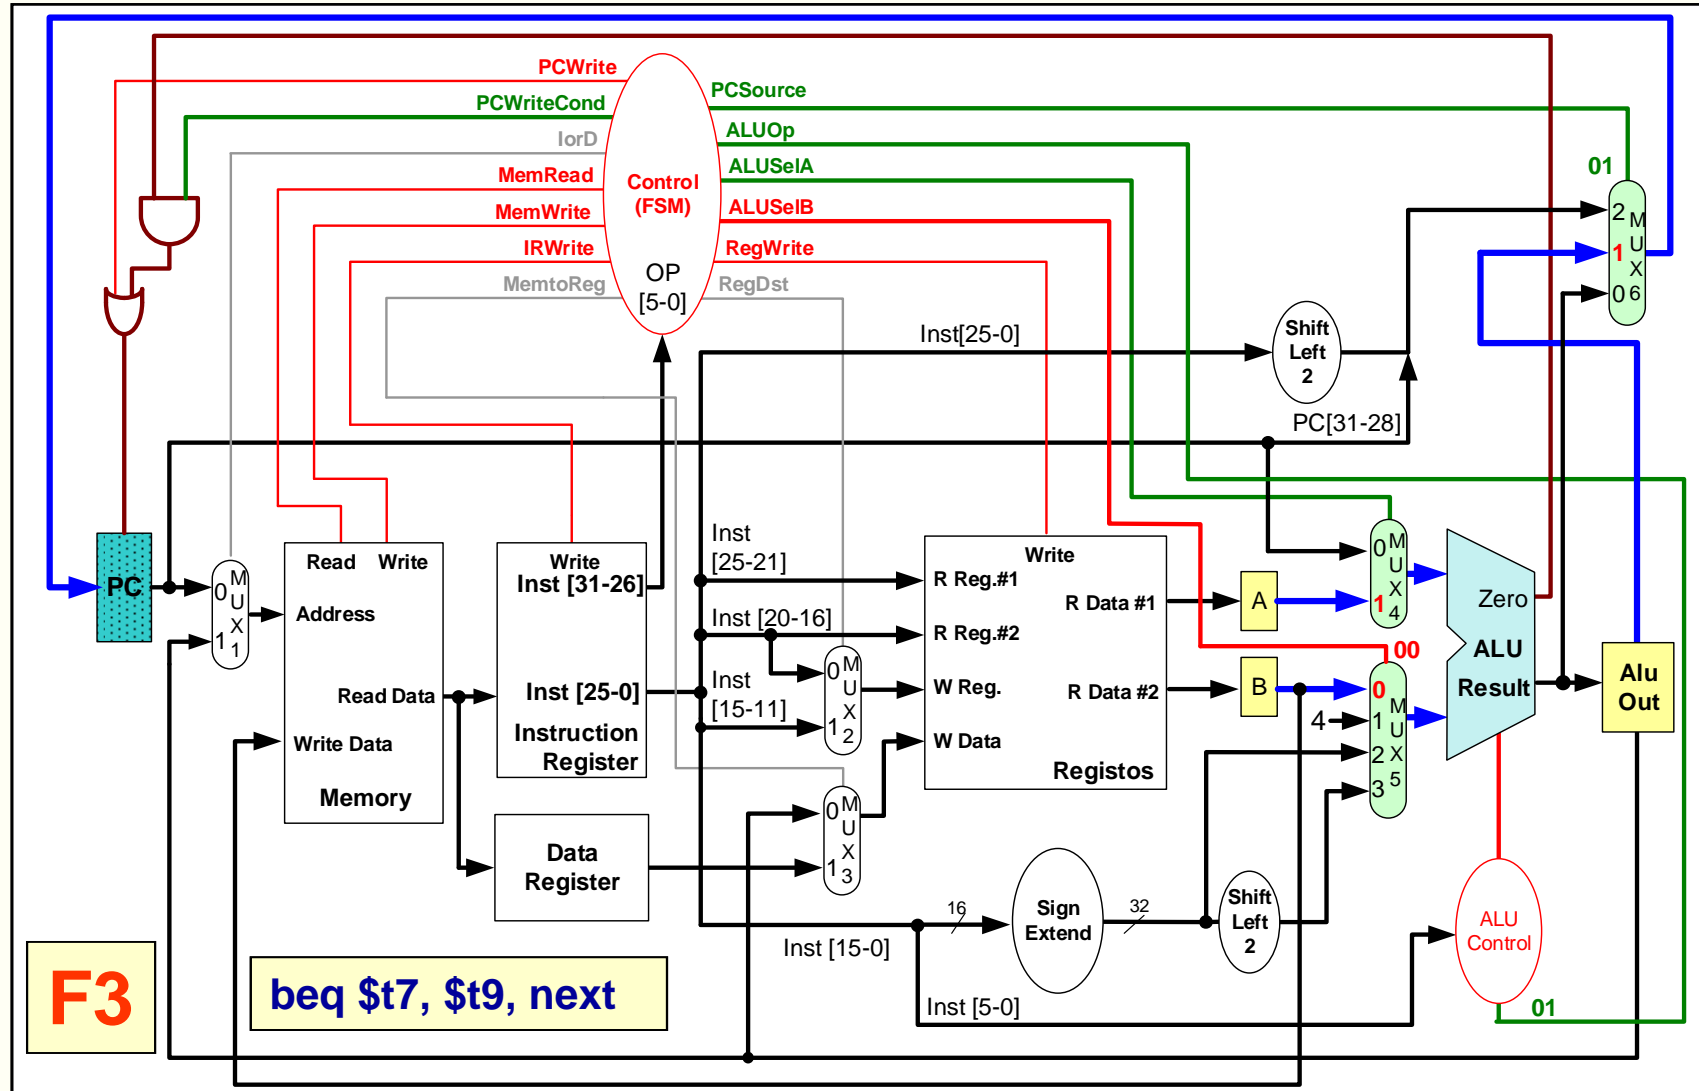 PCWrite
PCWriteCond
IorD
MemRead
MemWrite
IRWrite
MemtoReg
Control
(FSM)
OP
[5-0]
PCSource
ALUOp
ALUSelA
ALUSelB
RegWrite
RegDst
01
2
1
0
M
U
X
6
Inst[25-0]
Shift
Left
2
PC[31-28]
PC
0
1
M
U
X
1
Read Write
Address
Read Data
Write Data
Memory
Write
Inst [31-26]
Inst [25-0]
Instruction
Register
Data
Register
Inst
[25-21]
Inst [20-16]
Inst
[15-11]
0
1
M
U
X
2
0
1
M
U
X
3
Write
R Reg.#1
R Reg.#2
W Reg.
W Data
R Data #1
R Data #2
Registos
A
B
0
1
M
U
X
4
00
4
0
1
2
3
M
U
X
5
Zero
ALU
Result
Alu
Out
Inst [15-0]
16
Sign
Extend
32
Shift
Left
2
ALU
Control
Inst [5-0]
01
F3
beq $t7, $t9, next